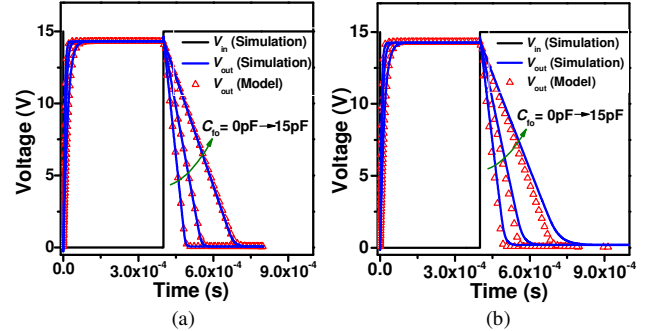 15
10
5
0
Voltage (V)
V_in (Simulation)
V_out (Simulation)
V_out (Model)
C_fo = 0pF→15pF
0.0
3.0x10^-4
6.0x10^-4
9.0x10^-4
Time (s)
(a)
15
10
5
0
Voltage (V)
V_in (Simulation)
V_out (Simulation)
V_out (Model)
C_fo = 0pF→15pF
0.0
3.0x10^-4
6.0x10^-4
9.0x10^-4
Time (s)
(b)